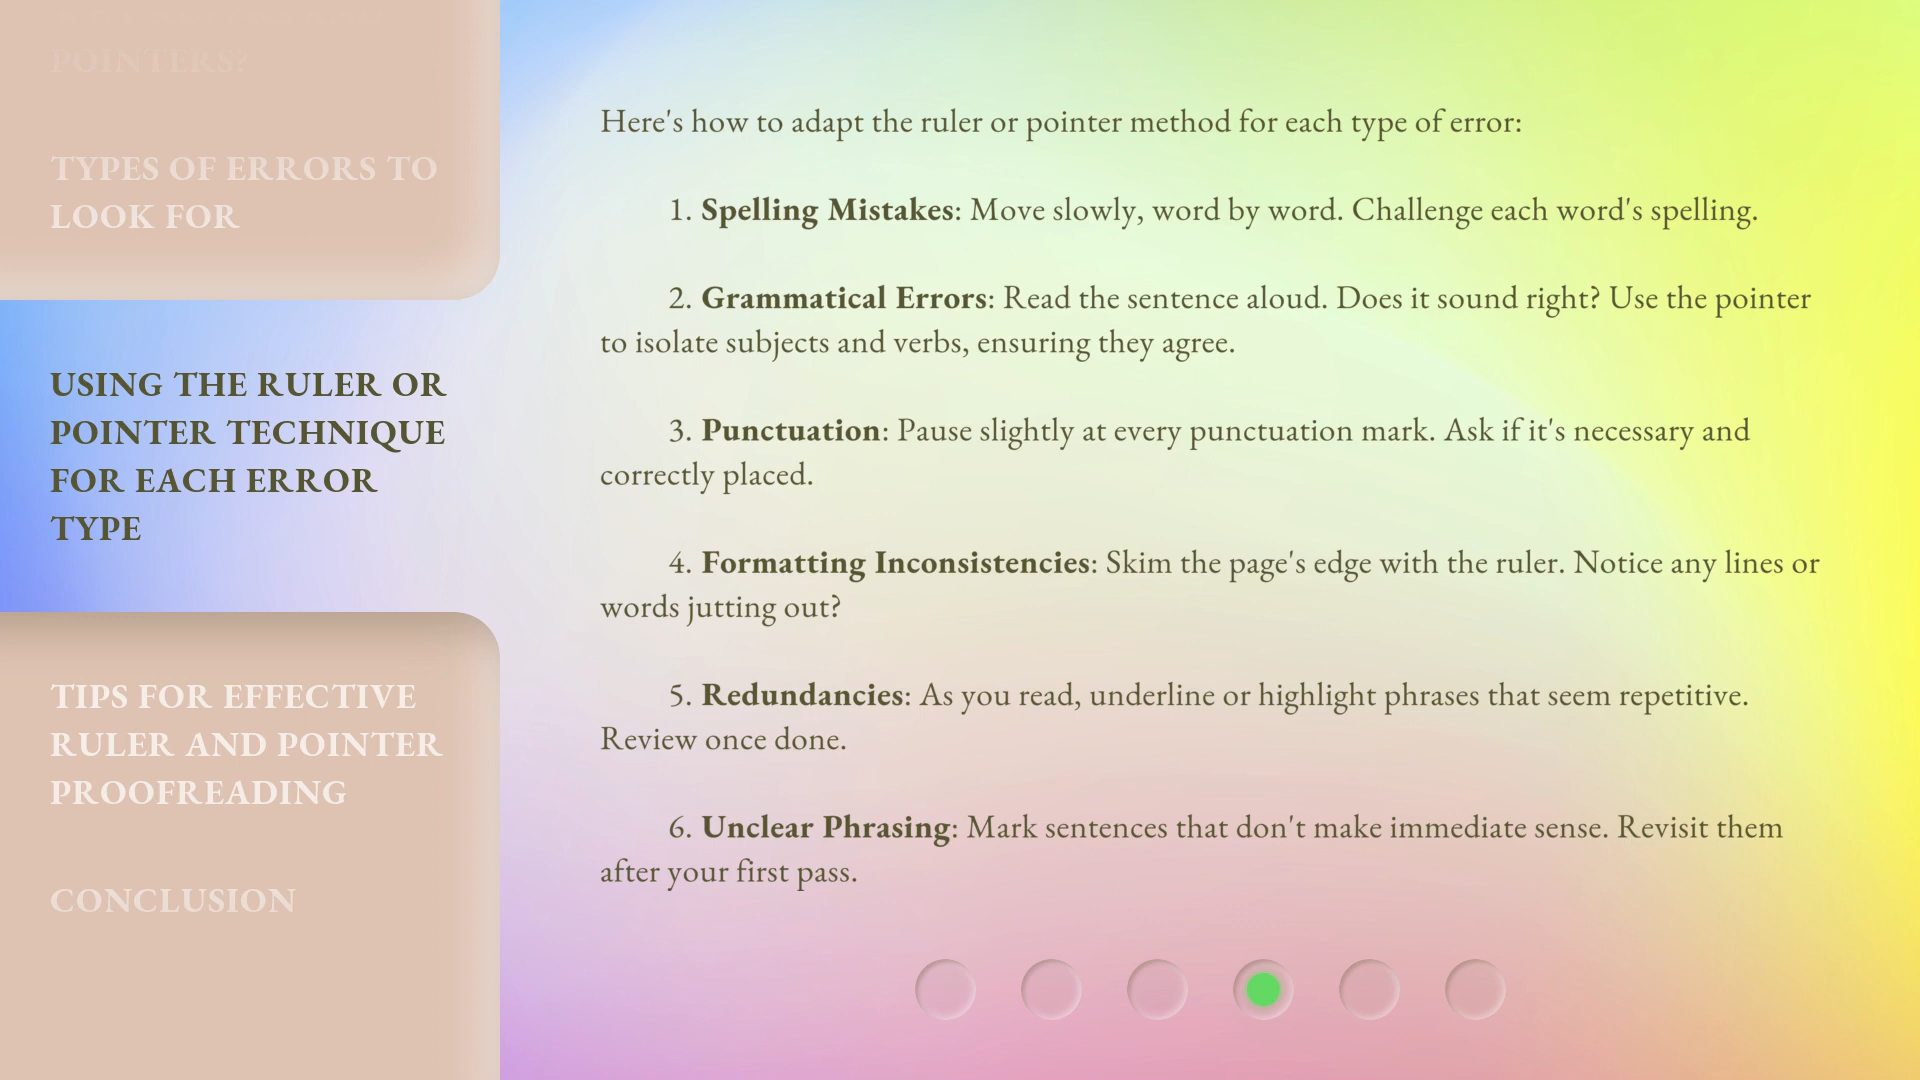 POINTERS?
TYPES OF ERRORS TO
LOOK FOR
USING THE RULER OR
POINTER TECHNIQUE
FOR EACH ERROR
TYPE
TIPS FOR EFFECTIVE
RULER AND POINTER
PROOFREADING
CONCLUSION
Here's how to adapt the ruler or pointer method for each type of error:
1. Spelling Mistakes: Move slowly, word by word. Challenge each word's spelling.
2. Grammatical Errors: Read the sentence aloud. Does it sound right? Use the pointer
to isolate subjects and verbs, ensuring they agree.
3. Punctuation: Pause slightly at every punctuation mark. Ask if it's necessary and
correctly placed.
4. Formatting Inconsistencies: Skim the page's edge with the ruler. Notice any lines or
words jutting out?
5. Redundancies: As you read, underline or highlight phrases that seem repetitive.
Review once done.
6. Unclear Phrasing: Mark sentences that don't make immediate sense. Revisit them
after your first pass.